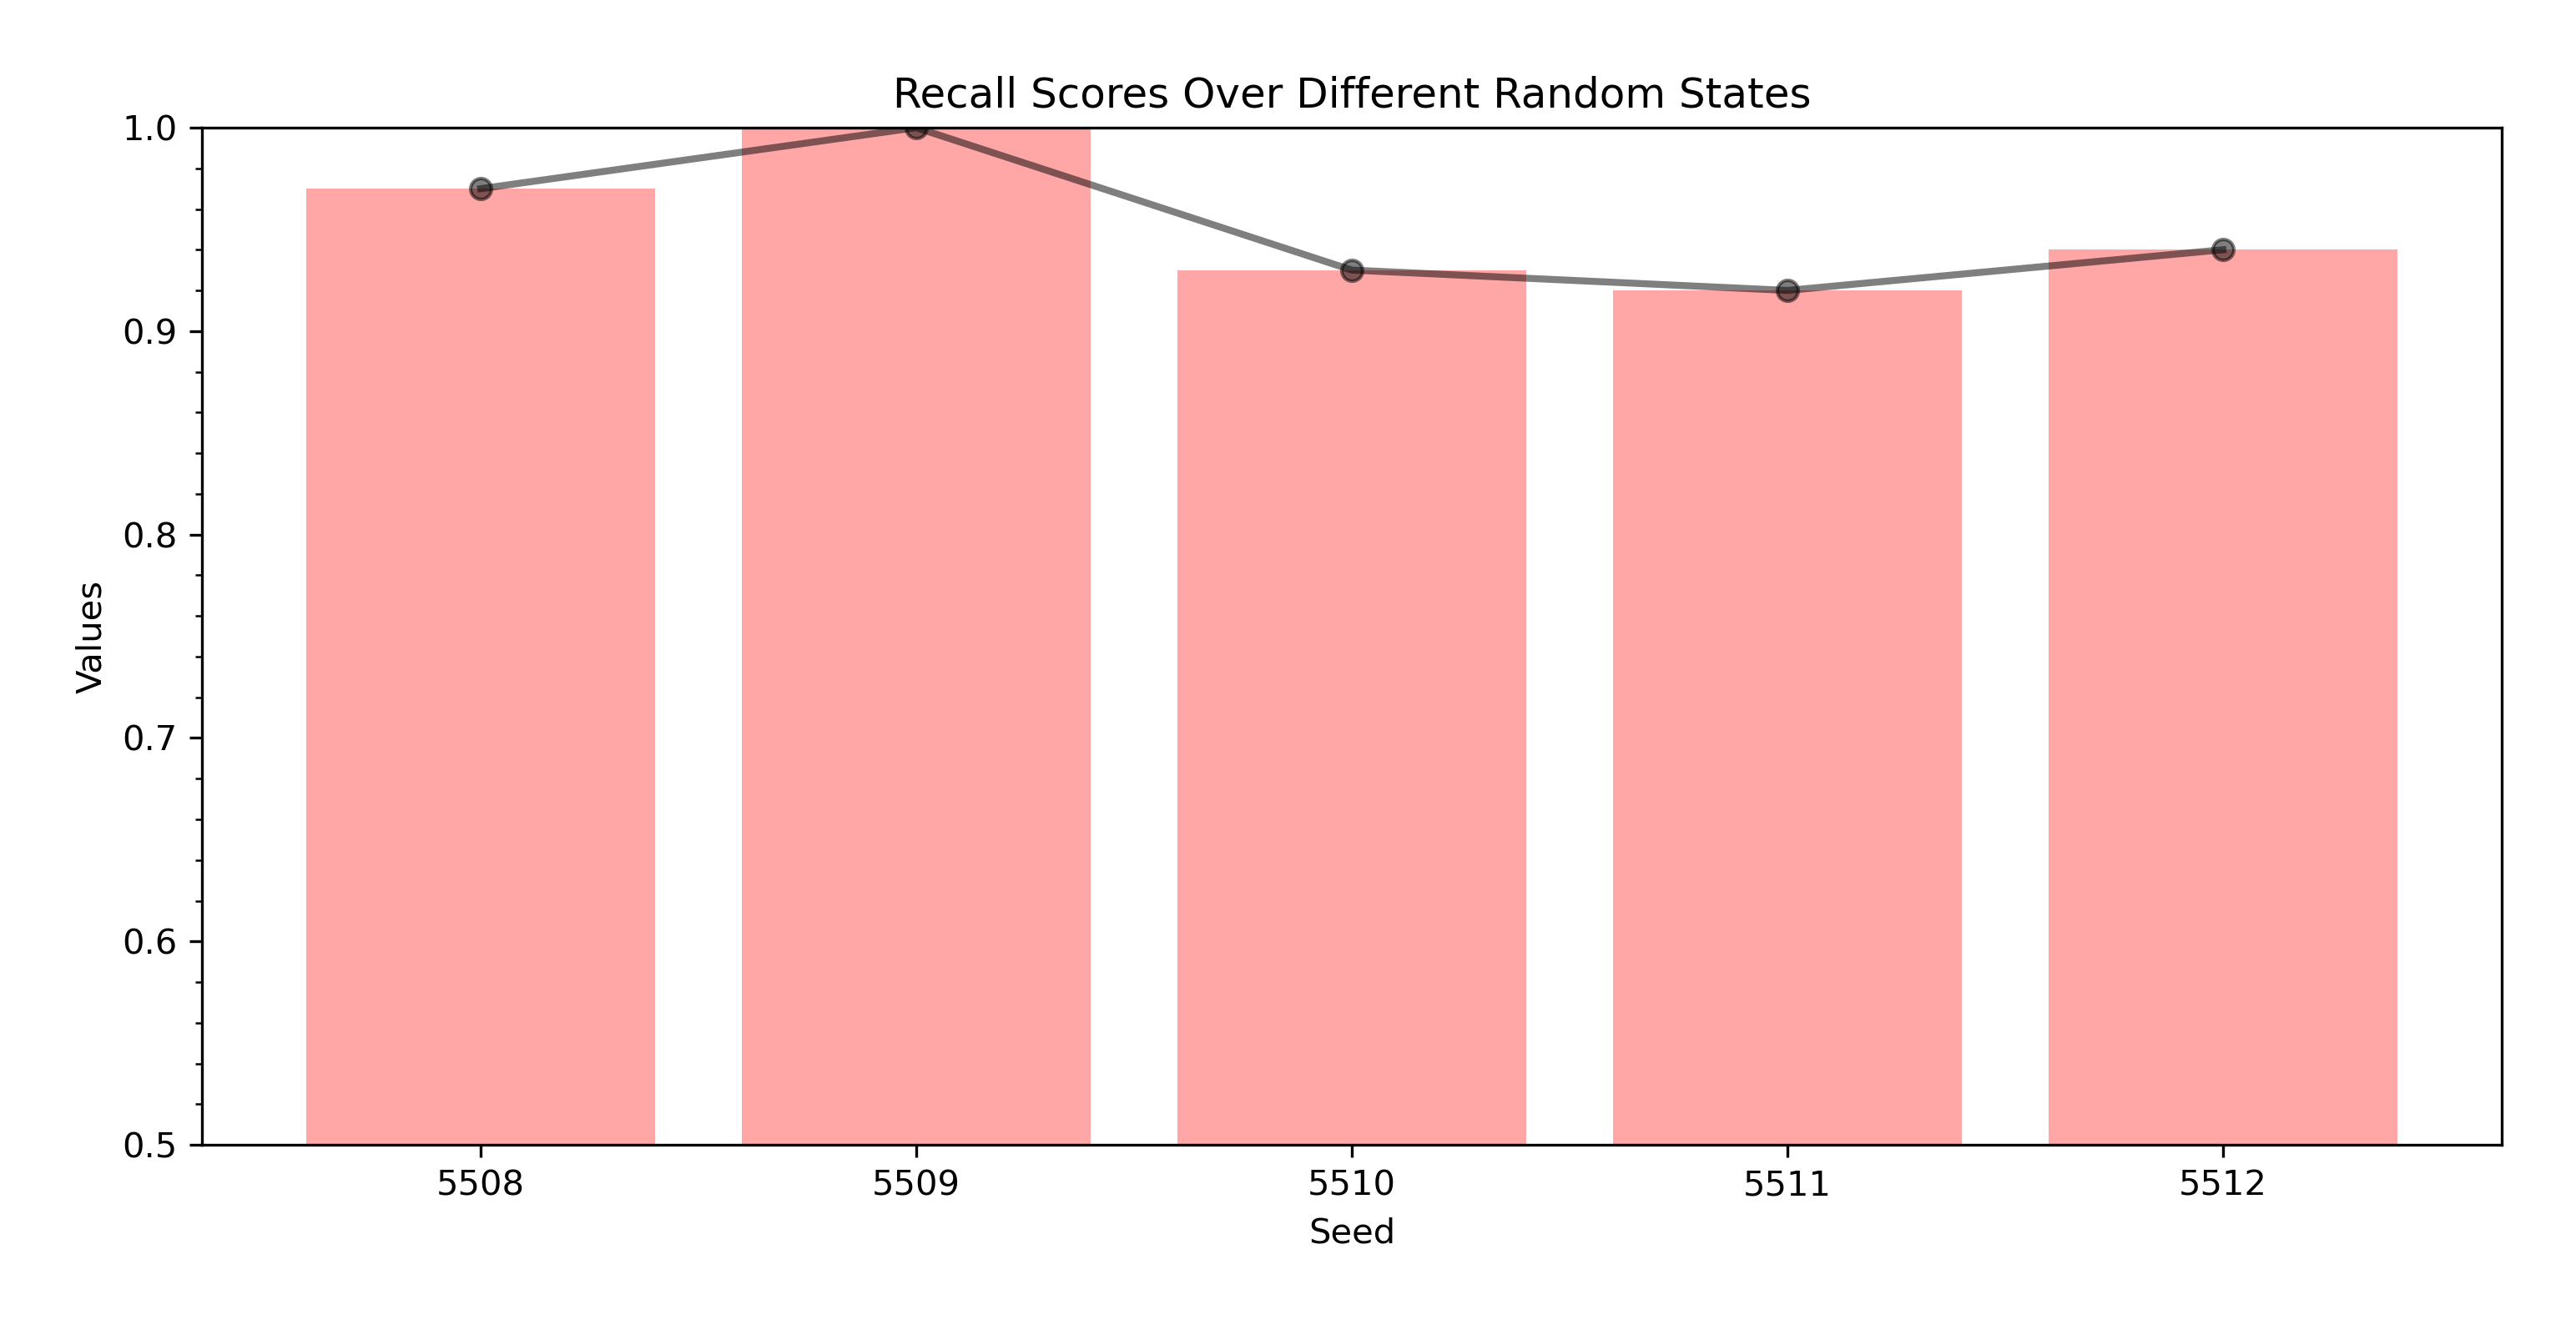 Recall Scores Over Different Random States
1.0
0.9
0.8
0.7
0.6
0.5
Values
5508 5509 5510 5511 5512
Seed